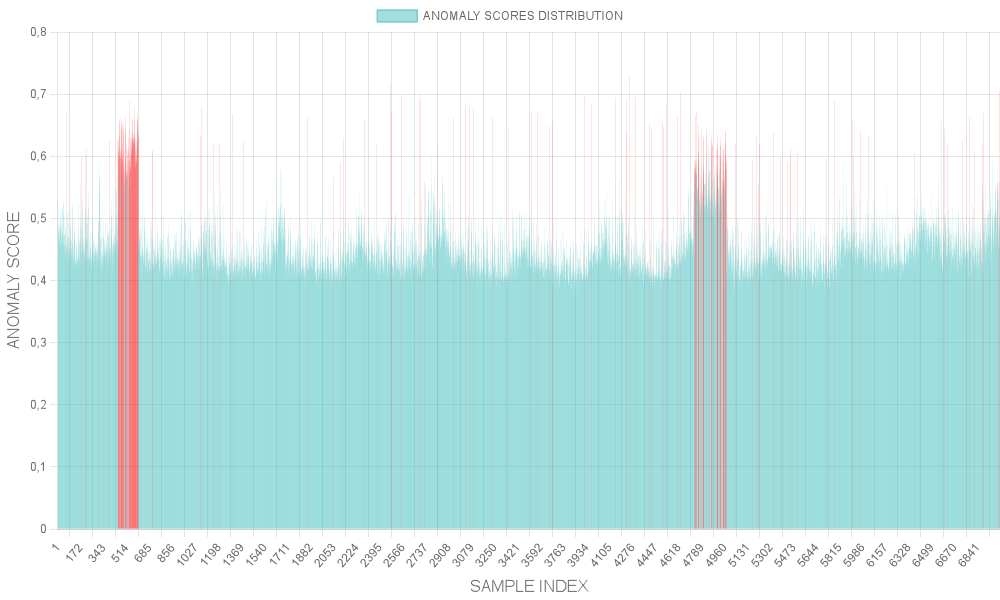 ANOMALY SCORES DISTRIBUTION
0,8
0,7
0,6
0,5
0,4
0,3
0,2
0,1
0
ANOMALY SCORE
1 172 343 514 685 856 1027 1198 1369 1540 1711 1882 2053 2224 2395 2566 2737 2908 3079 3250 3421 3592 3763 3934 4105 4276 4447 4618 4789 4960 5131 5302 5473 5644 5815 5986 6157 6328 6499 6670 6841
SAMPLE INDEX